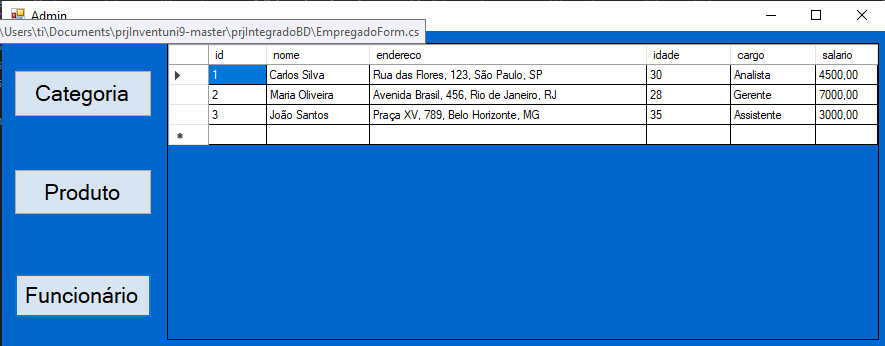 Admin
\Users\ti\Documents\prjInventuni9-master\prjIntegradoBD\EmpregadoForm.cs
id nome endereco idade cargo salario
1 Carlos Silva Rua das Flores, 123, São Paulo, SP 30 Analista 4500,00
2 Maria Oliveira Avenida Brasil, 456, Rio de Janeiro, RJ 28 Gerente 7000,00
3 João Santos Praça XV, 789, Belo Horizonte, MG 35 Assistente 3000,00
Categoria
Produto
Funcionário